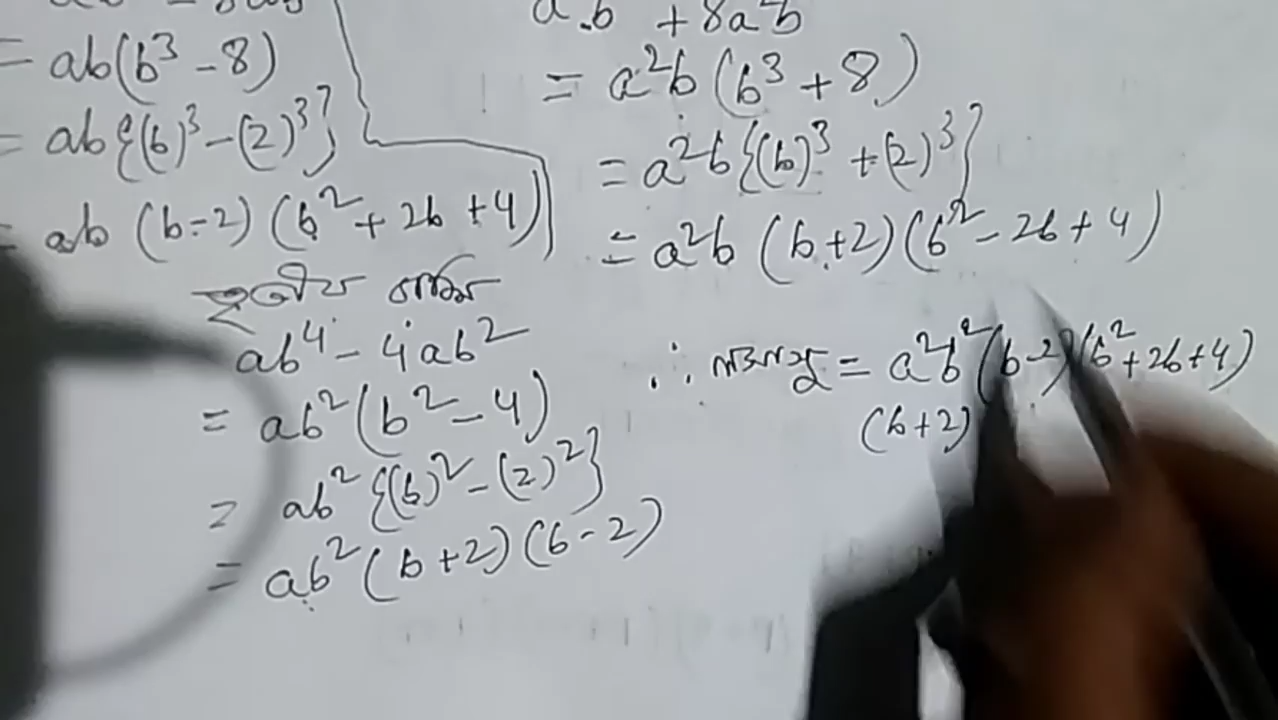 = ab(b³ - 8)
= ab{(b)³ - (2)³}
= ab (b-2) (b² + 2b + 4)
+ 8a²b
= a²b (b³ + 8)
= a²b {(b)³ + (2)³}
= a²b (b+2) (b² - 2b + 4)
তৃতীয় রাশি
ab⁴ - 4ab²
= ab² (b² - 4)
= ab² {(b)² - (2)²}
= ab² (b+2) (b-2)
∴ ল.সা.গু = a²b² (b-2) (b² + 2b + 4)
(b+2)